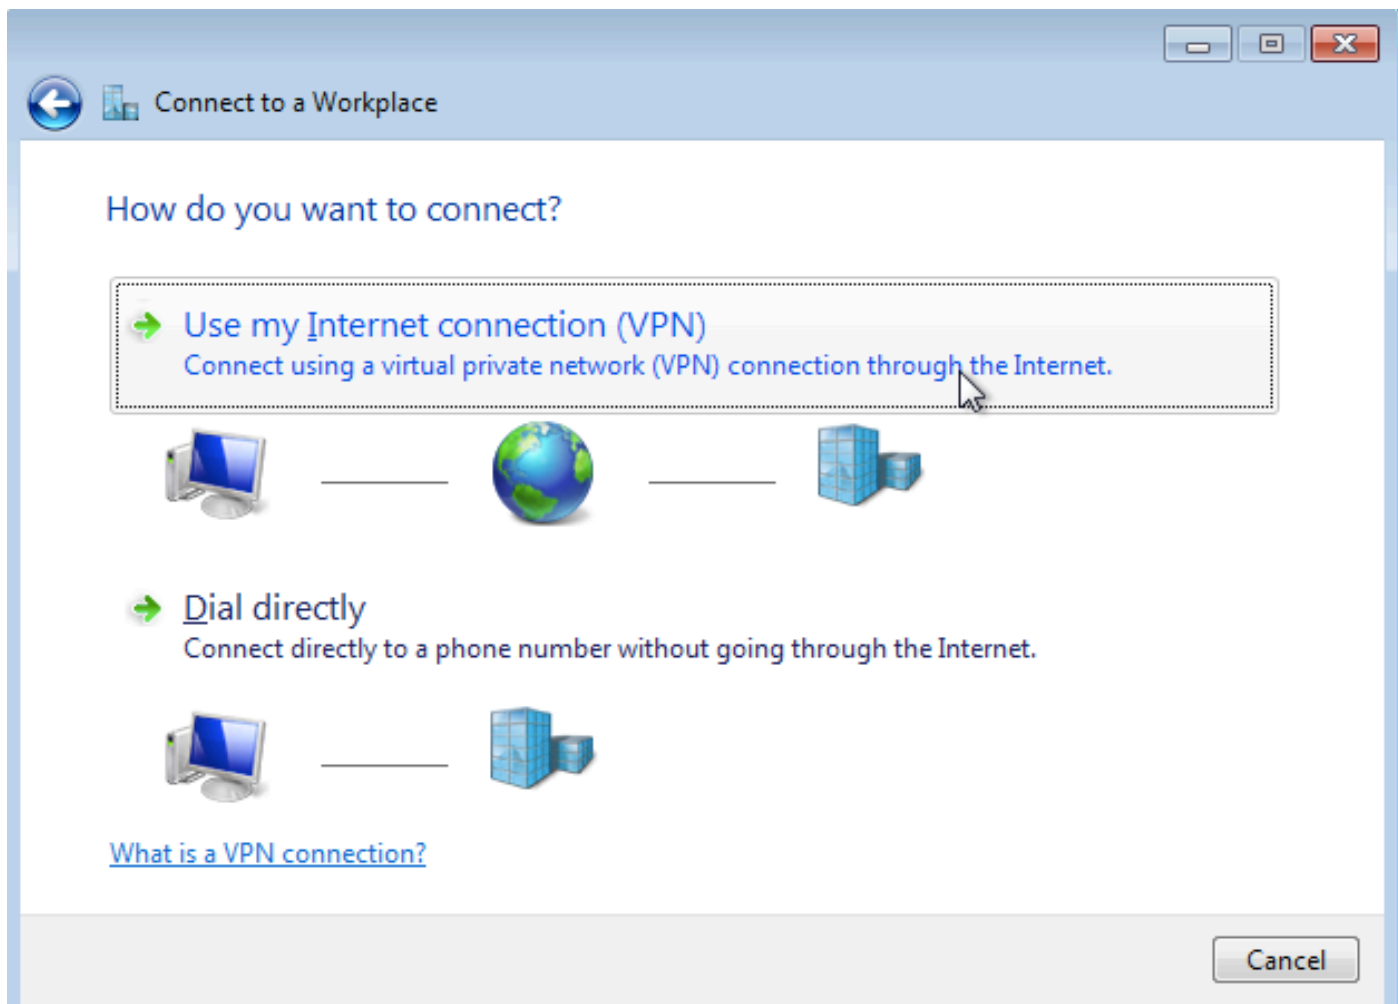 Connect to a Workplace
How do you want to connect?
Use my Internet connection (VPN)
Connect using a virtual private network (VPN) connection through the Internet.
Dial directly
Connect directly to a phone number without going through the Internet.
What is a VPN connection?
Cancel